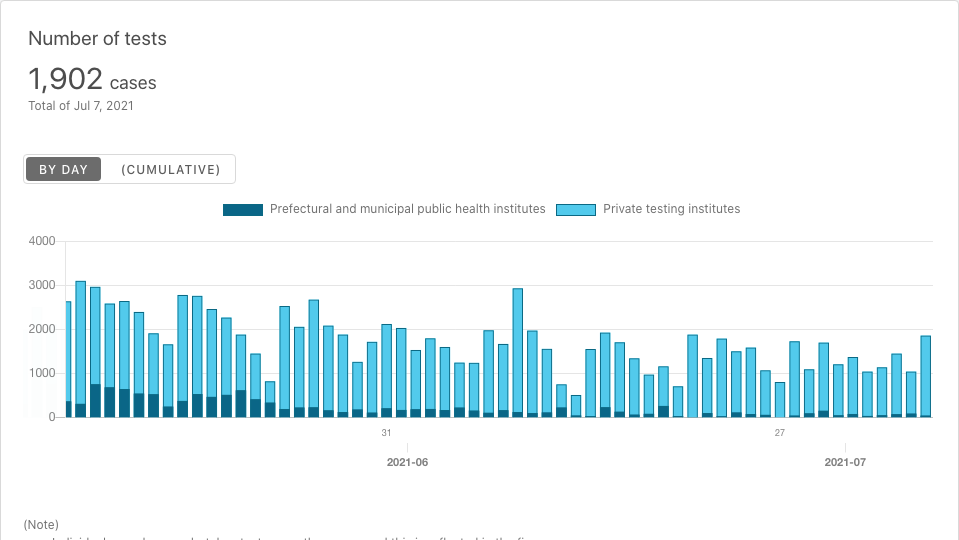 Number of tests
1,902 cases
Total of Jul 7, 2021
BY DAY (CUMULATIVE)
Prefectural and municipal public health institutes Private testing institutes
4000
3000
2000
1000
0
31 27
2021-06 2021-07
(Note)